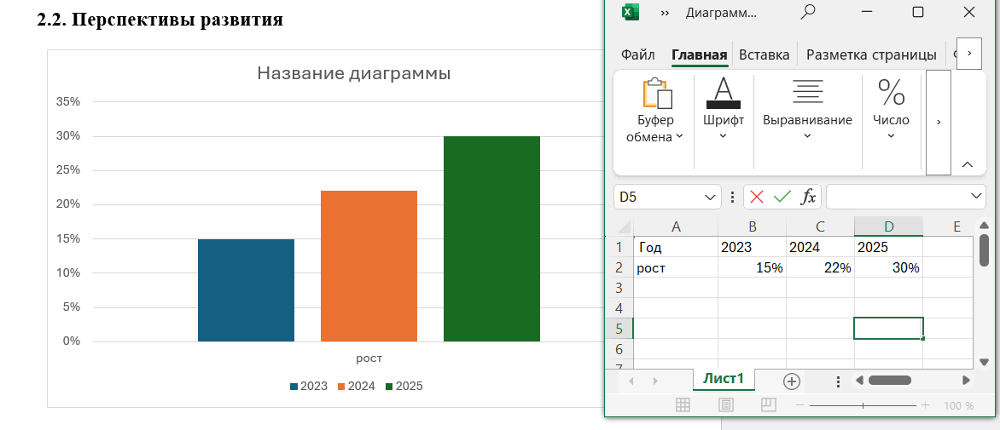 2.2. Перспективы развития
Название диаграммы
35%
30%
25%
20%
15%
10%
5%
0%
рост
2023 2024 2025
Диаграмм...
Файл Главная Вставка Разметка страницы
Буфер обмена
Шрифт
Выравнивание
%
Число
D5
fx
A B C D E
1 Год 2023 2024 2025
2 рост 15% 22% 30%
3
4
5
6
7
Лист1
100 %